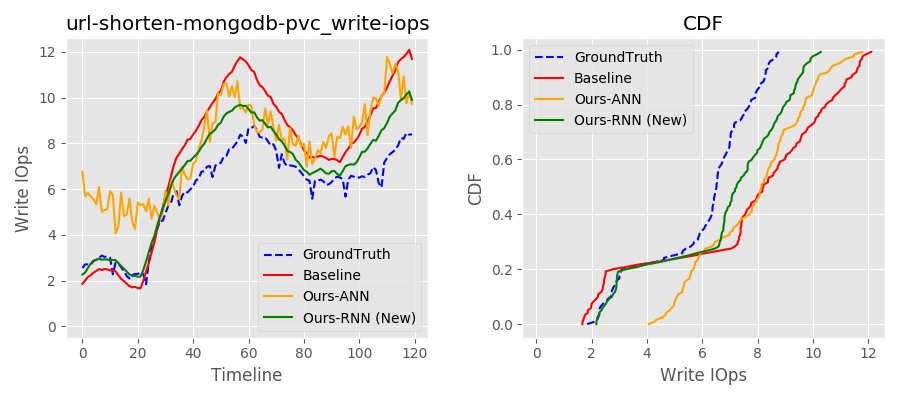 url-shorten-mongodb-pvc_write-iops
Write IOps
12
10
8
6
4
2
0
GroundTruth
Baseline
Ours-ANN
Ours-RNN (New)
0 20 40 60 80 100 120
Timeline
CDF
CDF
1.0
0.8
0.6
0.4
0.2
0.0
GroundTruth
Baseline
Ours-ANN
Ours-RNN (New)
0 2 4 6 8 10 12
Write IOps